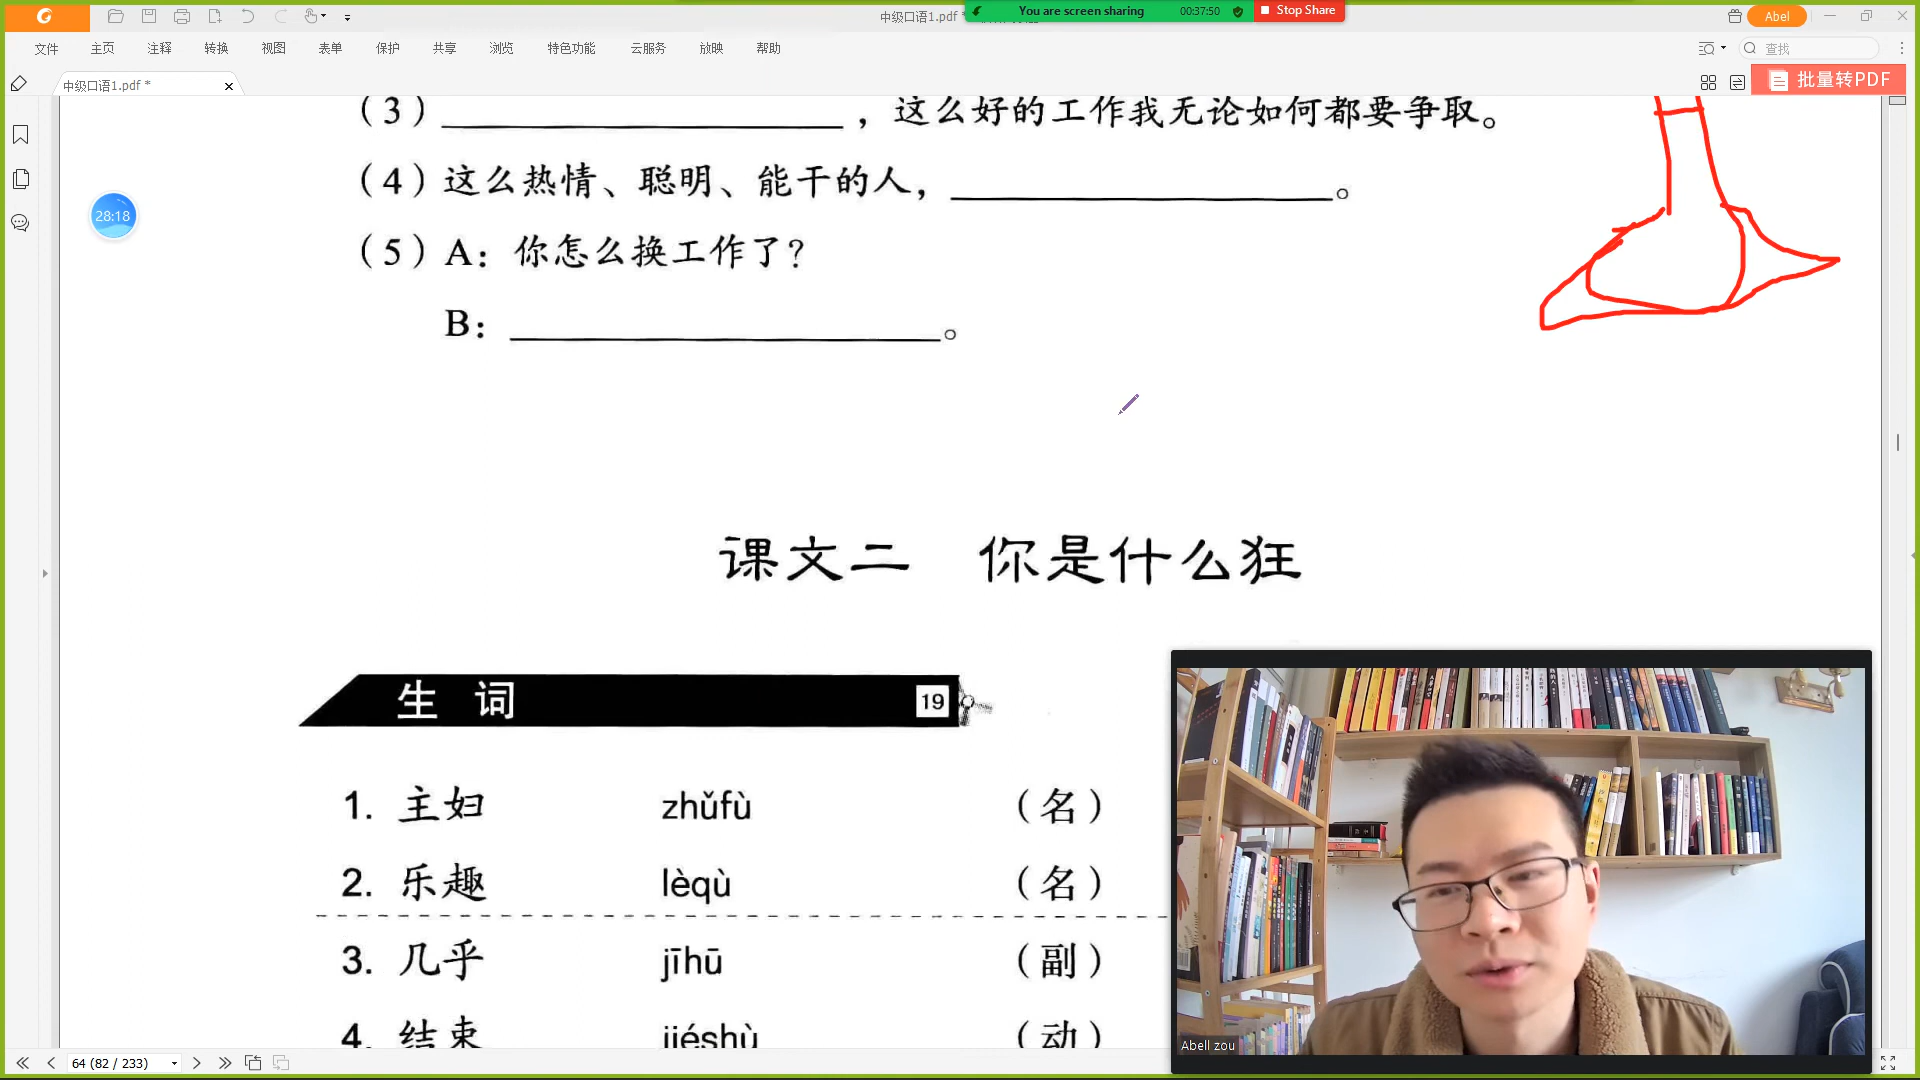 中级口语1.pdf *
You are screen sharing
00:37:50
Stop Share
Abel
文件 主页 注释 转换 视图 表单 保护 共享 浏览 特色功能 云服务 放映 帮助
查找
中级口语1.pdf *
批量转PDF
（3）____________________，这么好的工作我无论如何都要争取。
（4）这么热情、聪明、能干的人，____________________。
28:18
（5）A：你怎么换工作了？
B：____________________。
课文二 你是什么狂
生 词 19
1. 主妇 zhǔfù （名）
2. 乐趣 lèqù （名）
3. 几乎 jīhū （副）
4. 结束 jiéshù （动）
Abell zou
64 (82 / 233)